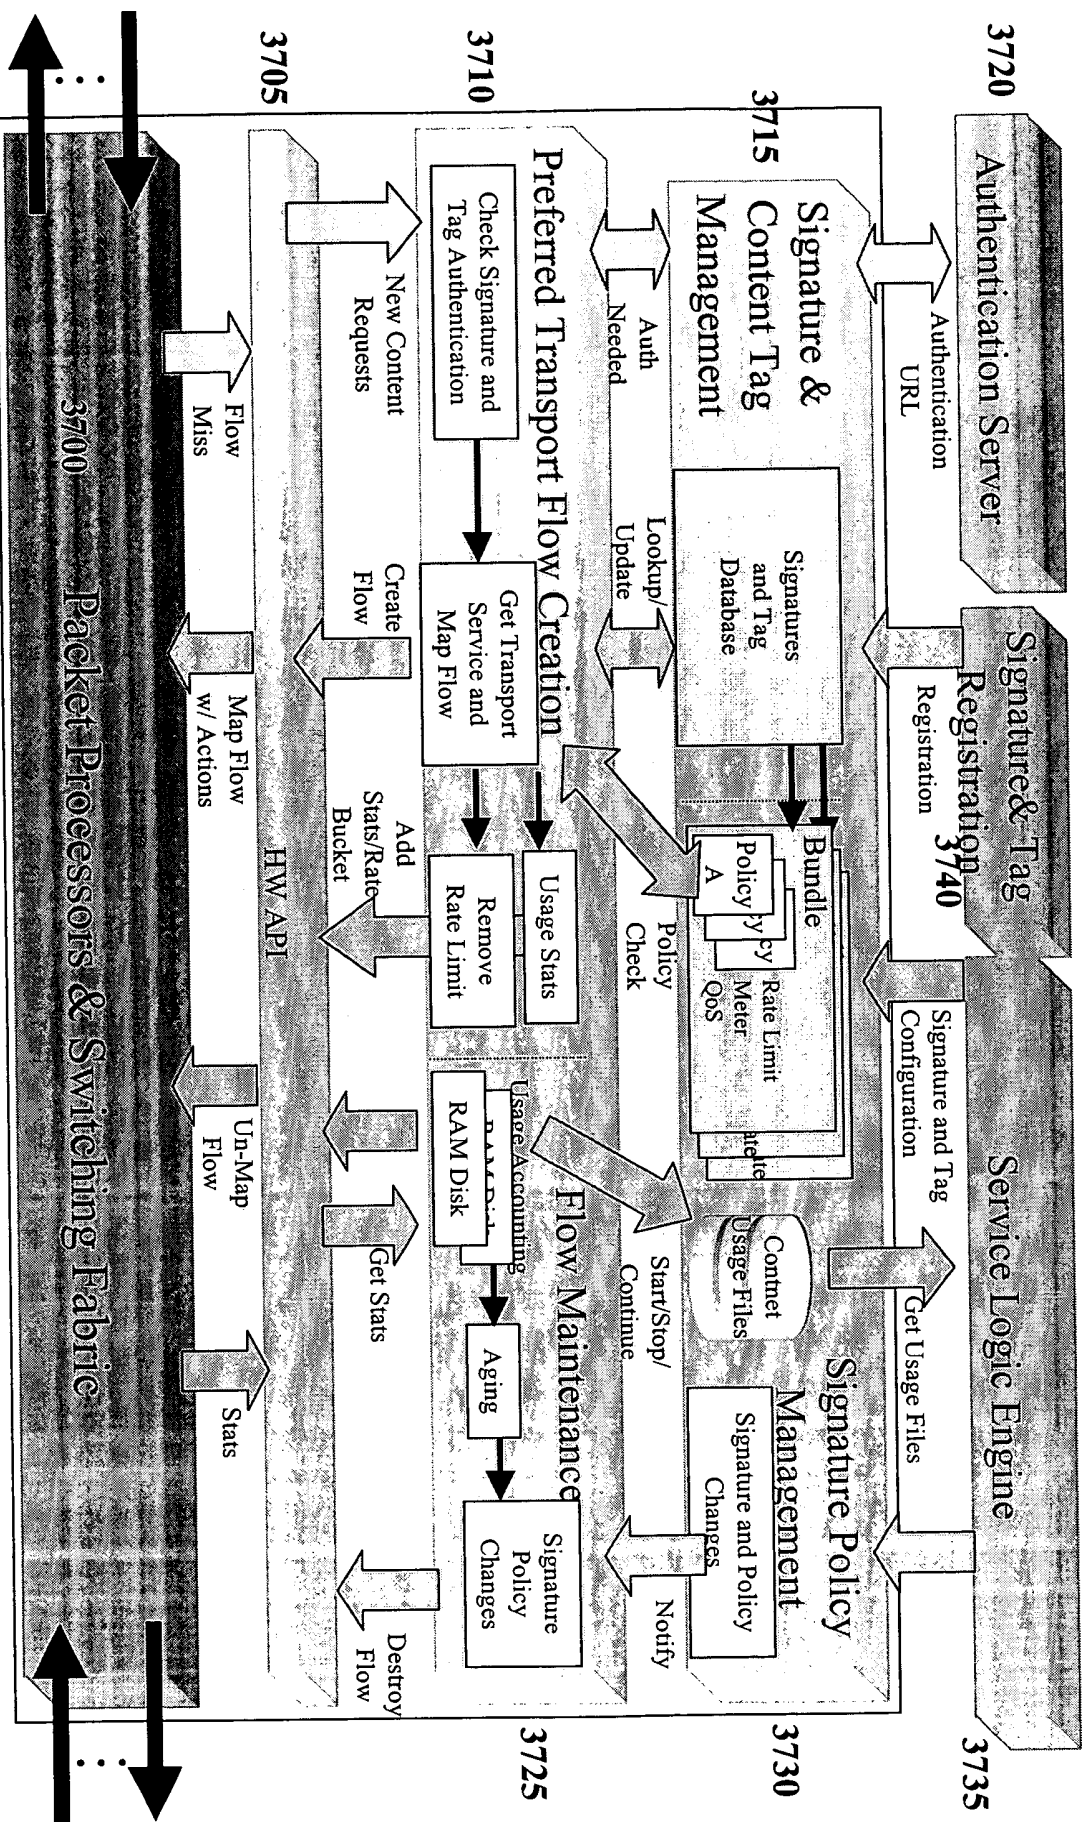 3720
Authentication Server
Signature& Tag
Registration
3740
Service Logic Engine
3735
Authentication
URL
Registration
Signature and Tag
Configuration
Get Usage Files
3715
Signature &
Content Tag
Management
Signatures
and Tag
Database
Bundle
Policy
A
cy
cy
Rate Limit
Meter
QoS
ate
ate
Contnet
Usage Files
Signature Policy
Management
Signature and Policy
Changes
3730
Auth
Needed
Lookup/
Update
Policy
Check
Start/Stop/
Continue
Notify
3710
Preferred Transport Flow Creation
Check Signature and
Tag Authentication
Get Transport
Service and
Map Flow
Usage Stats
Remove
Rate Limit
Flow Maintenance
Usage Accounting
RAM Disk
RAM Disk
Aging
Signature
Policy
Changes
3725
New Content
Requests
Create
Flow
Add
Stats/Rate
Bucket
Get Stats
Destroy
Flow
3705
HW API
Flow
Miss
Map Flow
w/ Actions
Un-Map
Flow
Stats
3700
Packet Processors & Switching Fabric